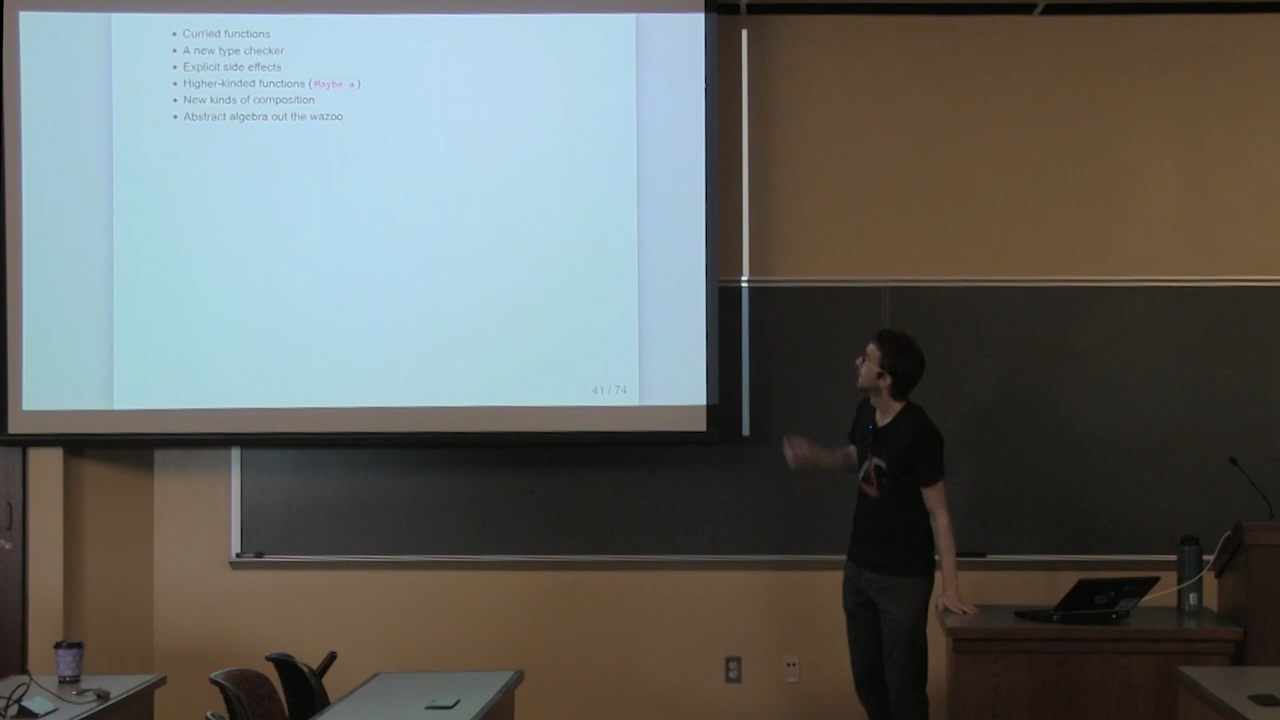 • Curried functions
• A new type checker
• Explicit side effects
• Higher-kinded functions (Maybe a)
• New kinds of composition
• Abstract algebra out the wazoo
41 / 74